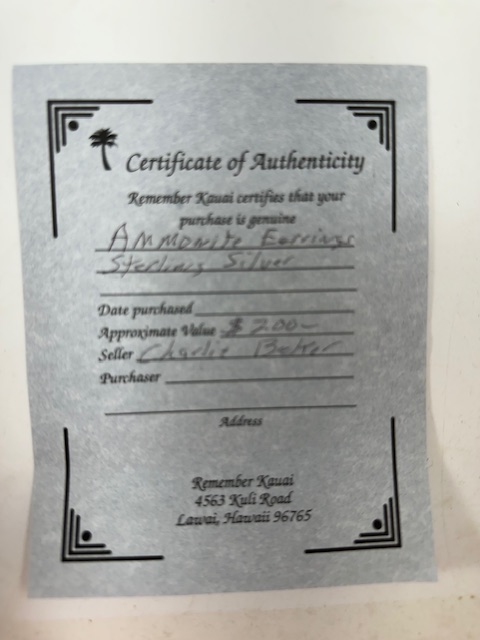 Certificate of Authenticity
Remember Kauai certifies that your
purchase is genuine
Ammonite Earrings
Sterling Silver
Date purchased
Approximate Value $200-
Seller Charlie
Purchaser
Address
Remember Kauai
4563 Kuli Road
Lawai, Hawaii 96765